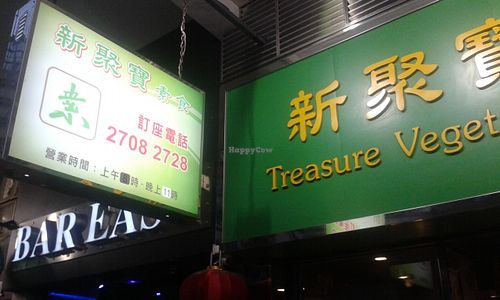 新聚寶素食
素
訂座電話
2708 2728
營業時間：上午 時 - 晚上11時
新聚寶
Treasure Veget
BAR EAS
HappyCow